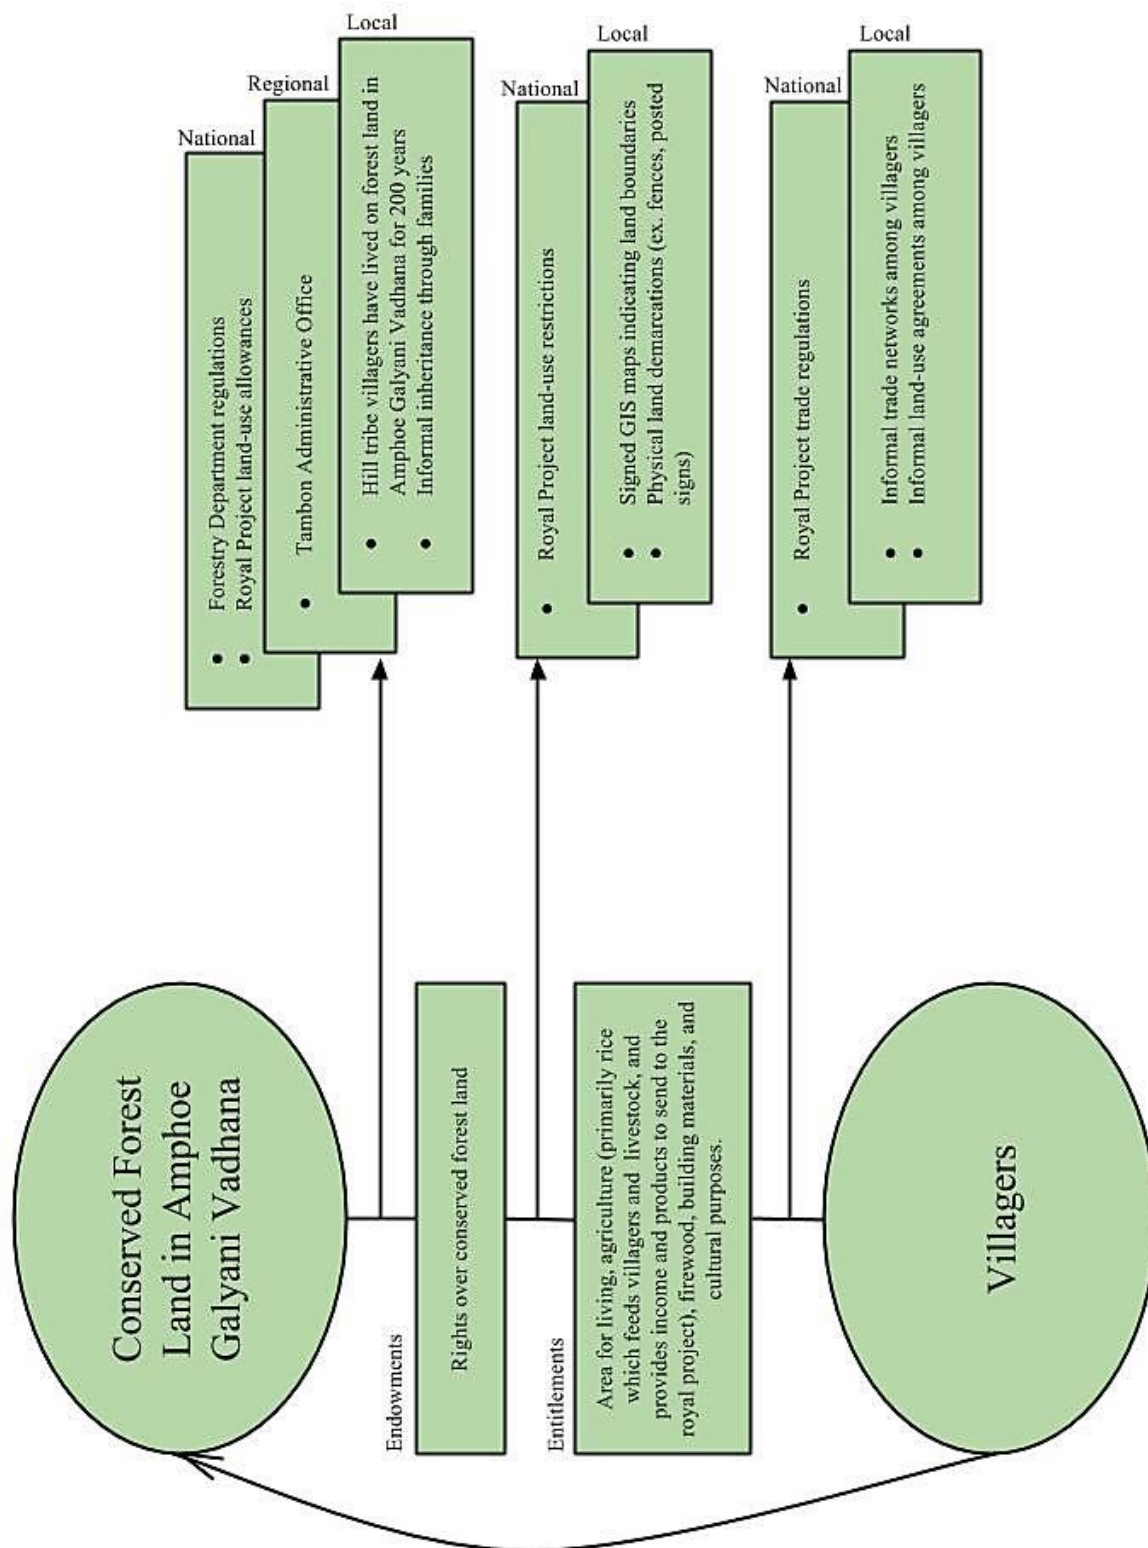 Conserved Forest
Land in Amphoe
Galyani Vadhana
Endowments
Rights over conserved forest land
Entitlements
Area for living, agriculture (primarily rice
which feeds villagers and livestock, and
provides income and products to send to the
royal project), firewood, building materials, and
cultural purposes.
Villagers
National
• Forestry Department regulations
• Royal Project land-use allowances
Regional
• Tambon Administrative Office
Local
• Hill tribe villagers have lived on forest land in
Amphoe Galyani Vadhana for 200 years
• Informal inheritance through families
National
• Royal Project land-use restrictions
Local
• Signed GIS maps indicating land boundaries
• Physical land demarcations (ex. fences, posted
signs)
National
• Royal Project trade regulations
Local
• Informal trade networks among villagers
• Informal land-use agreements among villagers